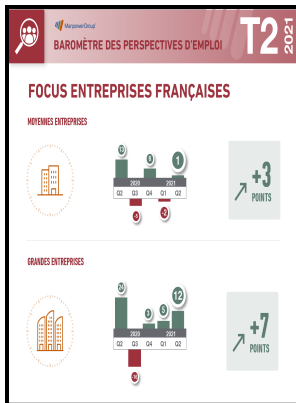 ManpowerGroup
BAROMÈTRE DES PERSPECTIVES D'EMPLOI
T2 2021
FOCUS ENTREPRISES FRANÇAISES
MOYENNES ENTREPRISES
13
8
1
2020 2021
Q2 Q3 Q4 Q1 Q2
-5
-2
+3
POINTS
GRANDES ENTREPRISES
24
3
5
12
2020 2021
Q2 Q3 Q4 Q1 Q2
+7
POINTS